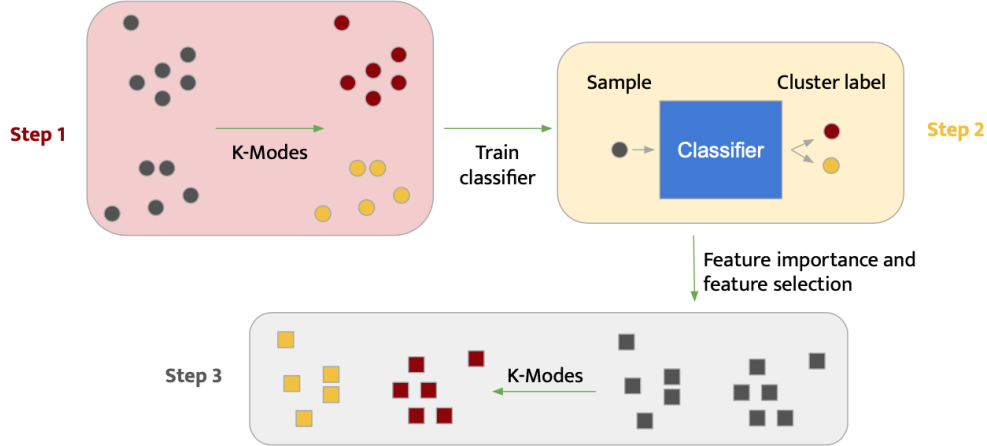 Step 1
K-Modes
Train
classifier
Sample
Cluster label
Classifier
Step 2
Feature importance and
feature selection
Step 3
K-Modes